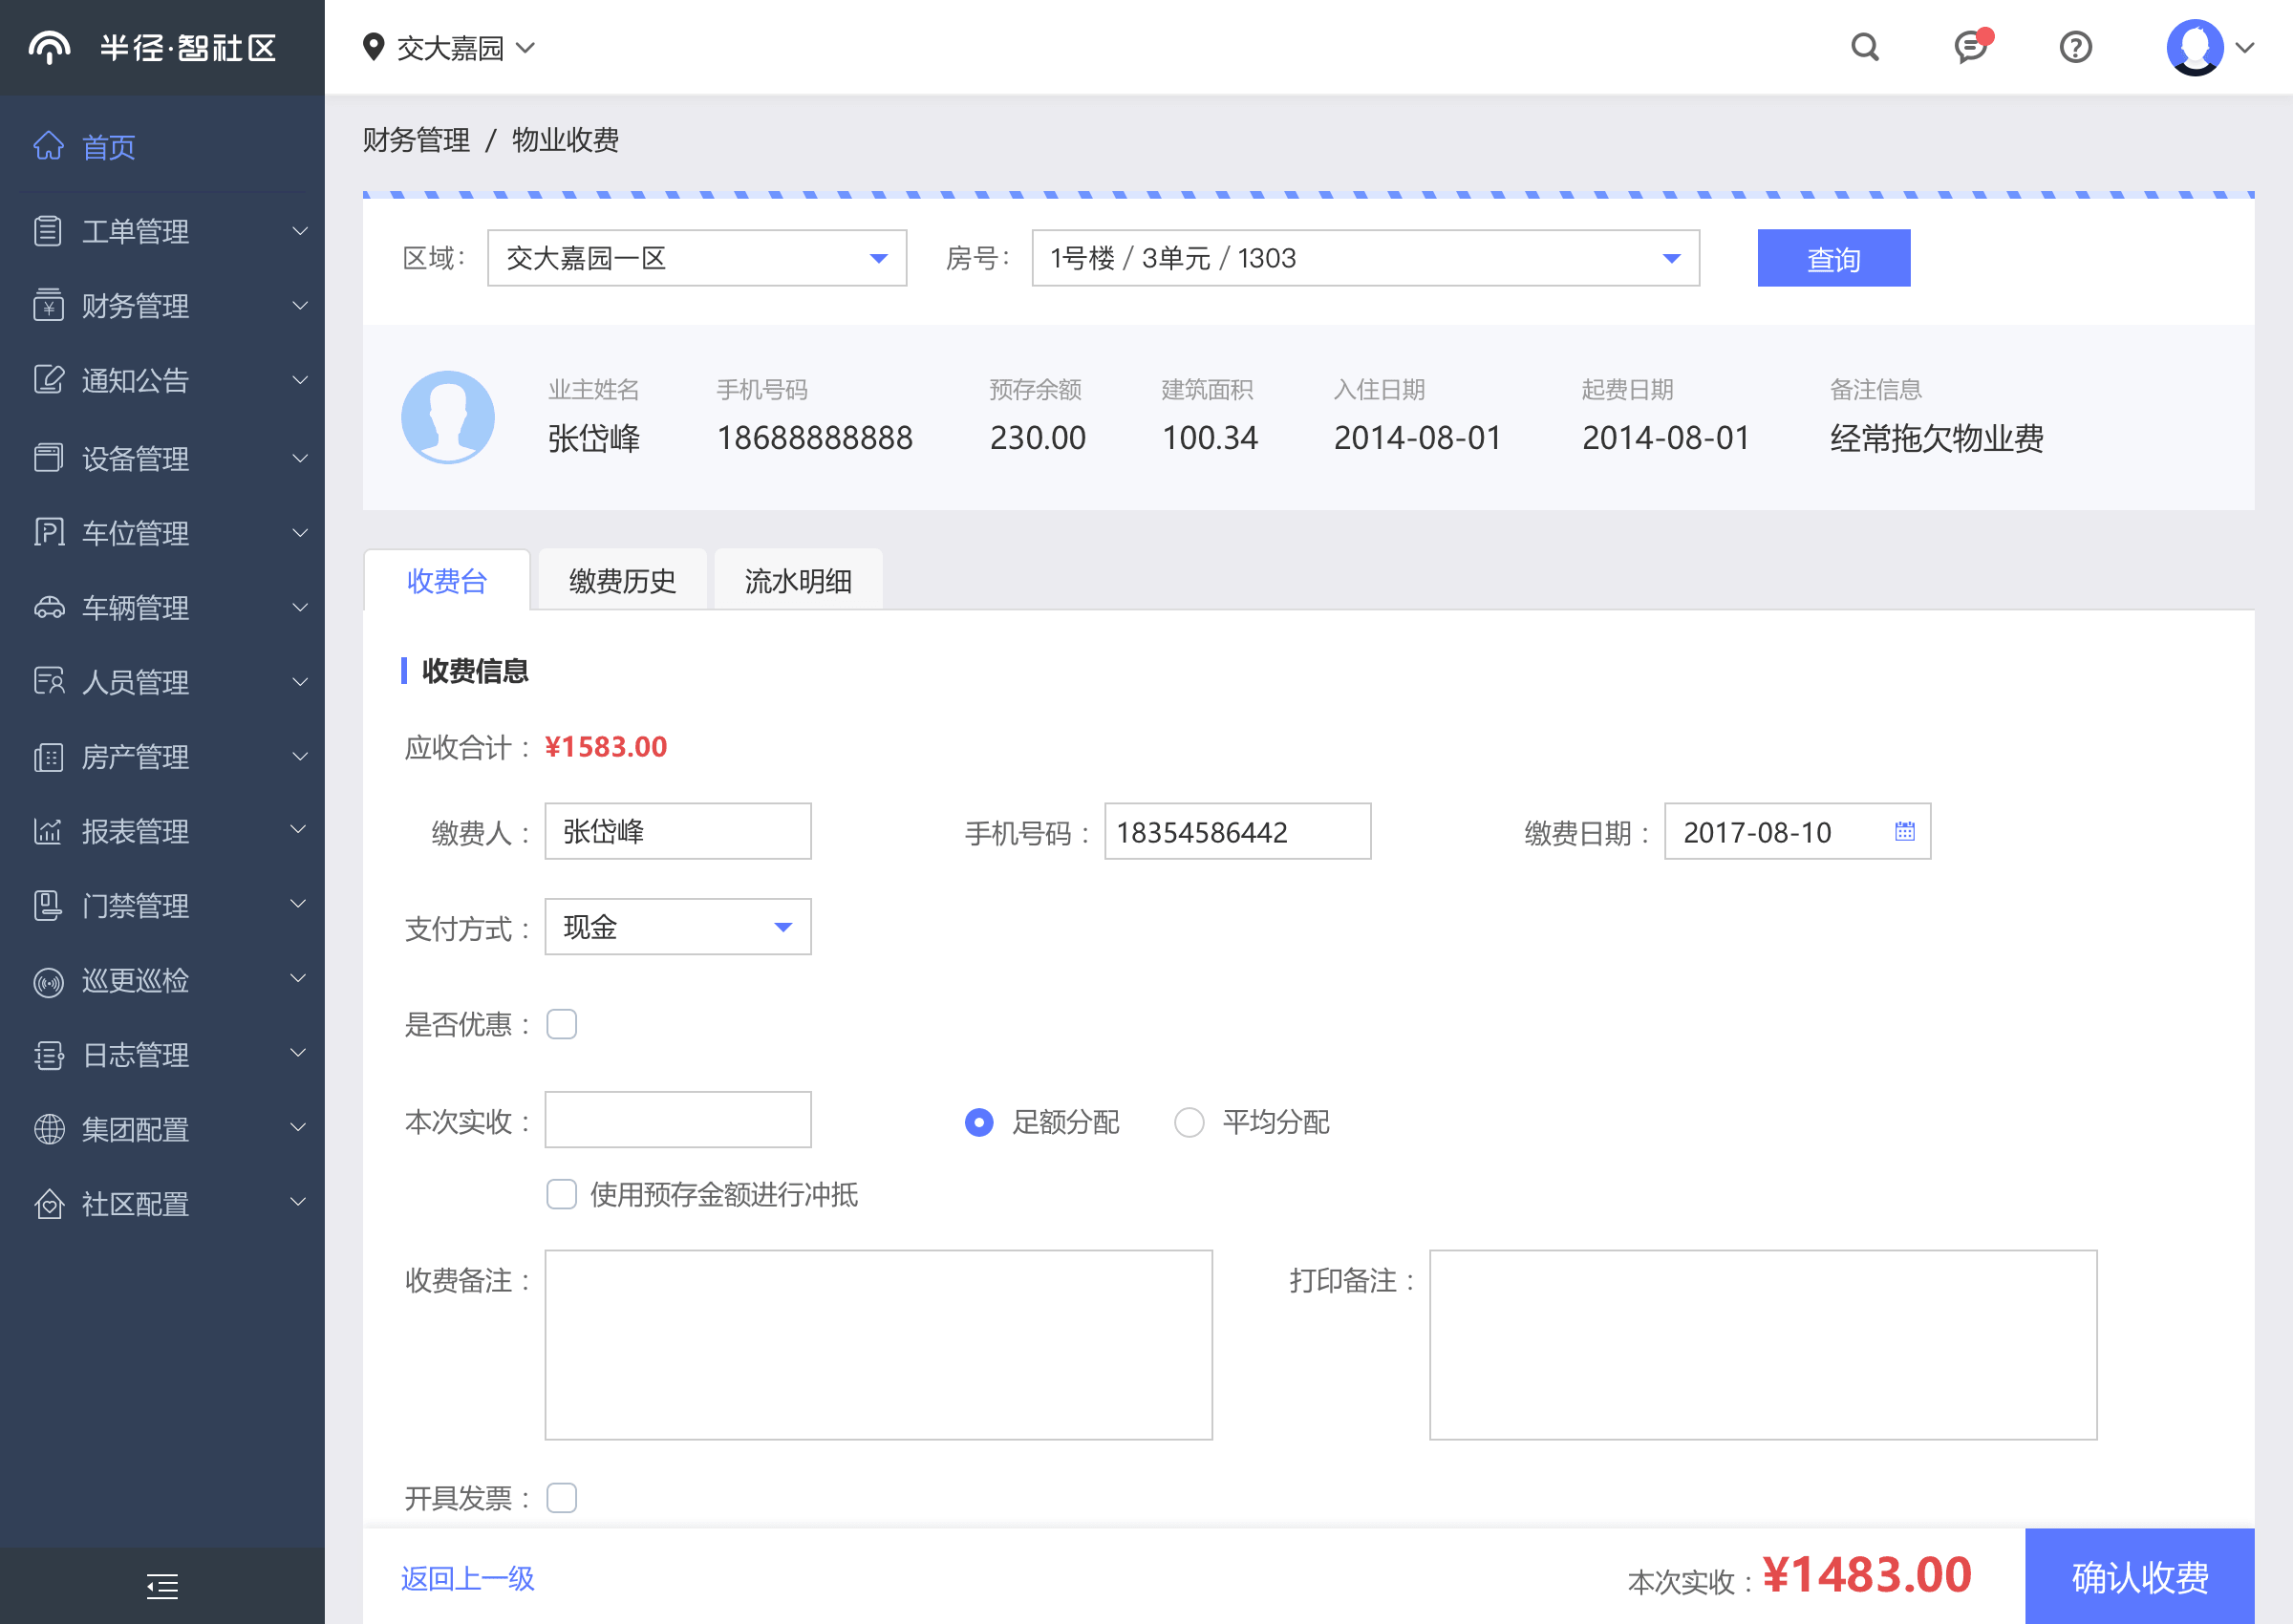 半径·智社区
交大嘉园
首页
工单管理
财务管理
通知公告
设备管理
车位管理
车辆管理
人员管理
房产管理
报表管理
门禁管理
巡更巡检
日志管理
集团配置
社区配置
财务管理 / 物业收费
区域: 交大嘉园一区 房号: 1号楼 / 3单元 / 1303 查询
业主姓名 手机号码 预存余额 建筑面积 入住日期 起费日期 备注信息
张岱峰 18688888888 230.00 100.34 2014-08-01 2014-08-01 经常拖欠物业费
收费台 缴费历史 流水明细
收费信息
应收合计： ¥1583.00
缴费人： 张岱峰 手机号码： 18354586442 缴费日期： 2017-08-10
支付方式： 现金
是否优惠：
本次实收： 足额分配 平均分配
使用预存金额进行冲抵
收费备注： 打印备注：
开具发票：
返回上一级 本次实收： ¥1483.00 确认收费